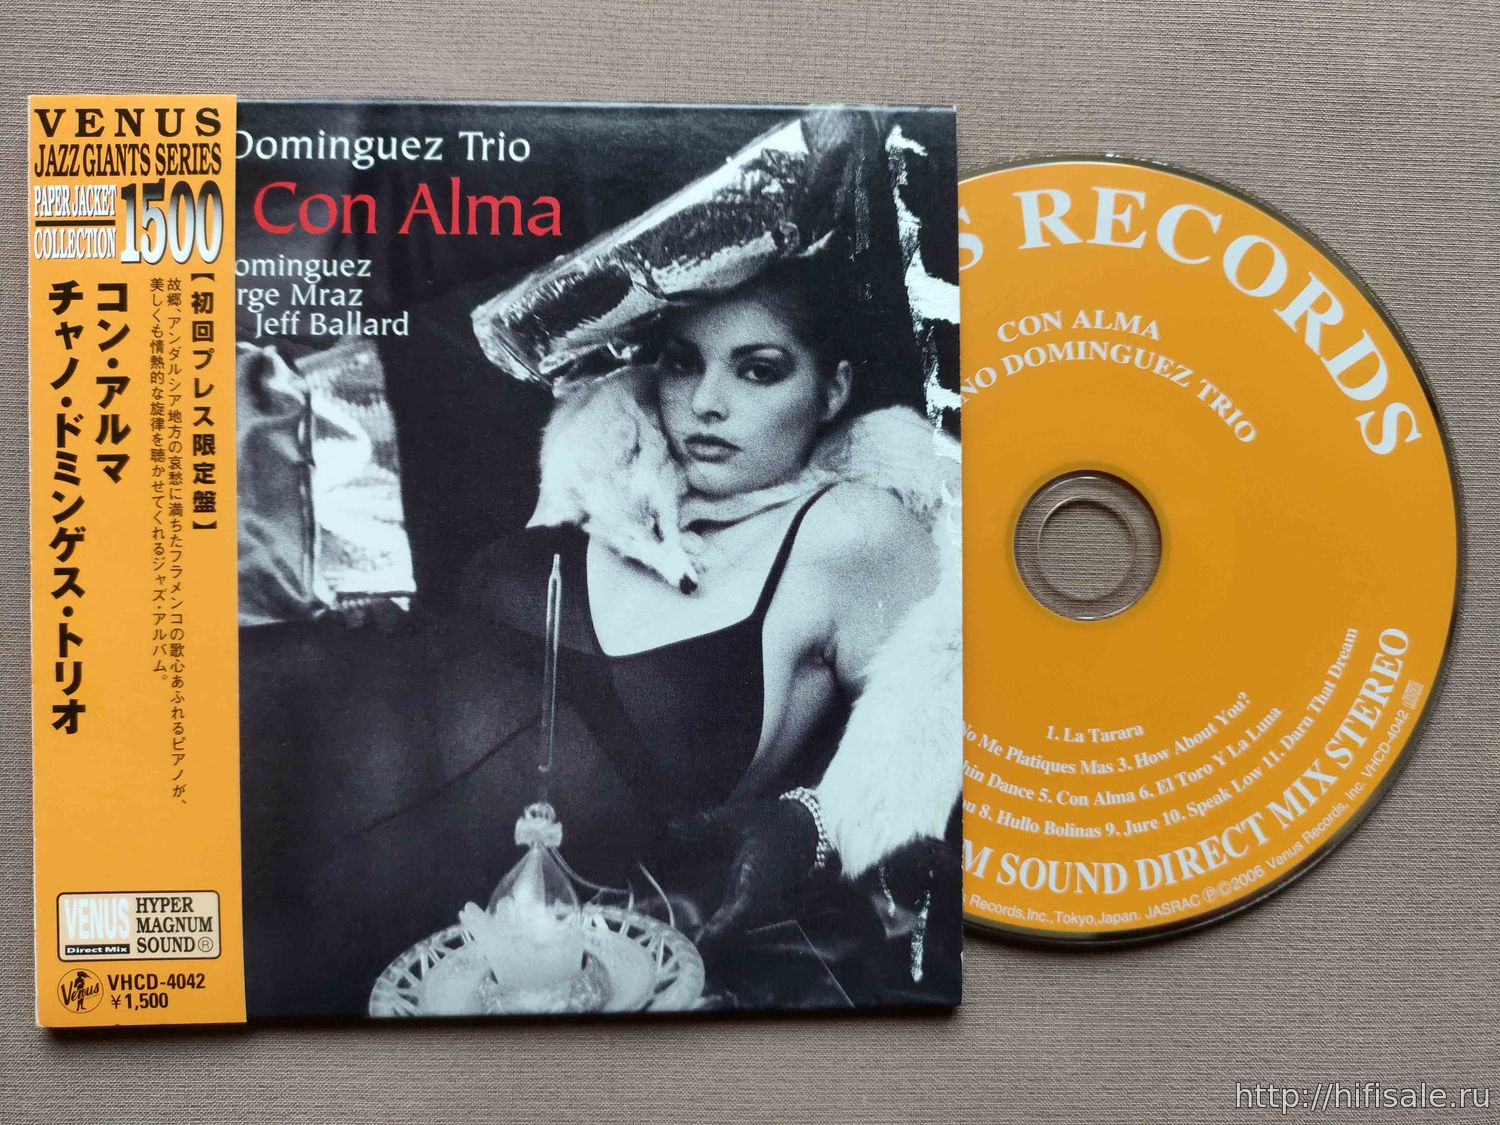 VENUS
JAZZ GIANTS SERIES
PAPER JACKET
COLLECTION
1500
【初回プレス限定盤】
故郷、アンダルシア地方の哀愁に満ちたフラメンコの歌心あふれるピアノが、
美しくも情熱的な旋律を聴かせてくれるジャズ・アルバム。
コン・アルマ
チャノ・ドミンゲス・トリオ
VENUS
Direct Mix
HYPER
MAGNUM
SOUND®
Venus
VHCD-4042
¥1,500
Dominguez Trio
Con Alma
ominguez
rge Mraz
Jeff Ballard
S RECORDS
CON ALMA
NO DOMINGUEZ TRIO
1. La Tarara
No Me Platiques Mas 3. How About You?
hin Dance 5. Con Alma 6. El Toro Y La Luna
ou 8. Hullo Bolinas 9. Jure 10. Speak Low 11. Darn That Dream
M SOUND DIRECT MIX STEREO
s Records,Inc.,Tokyo,Japan. JASRAC ℗©2006 Venus Records, Inc. VHCD-4042
http://hifisale.ru